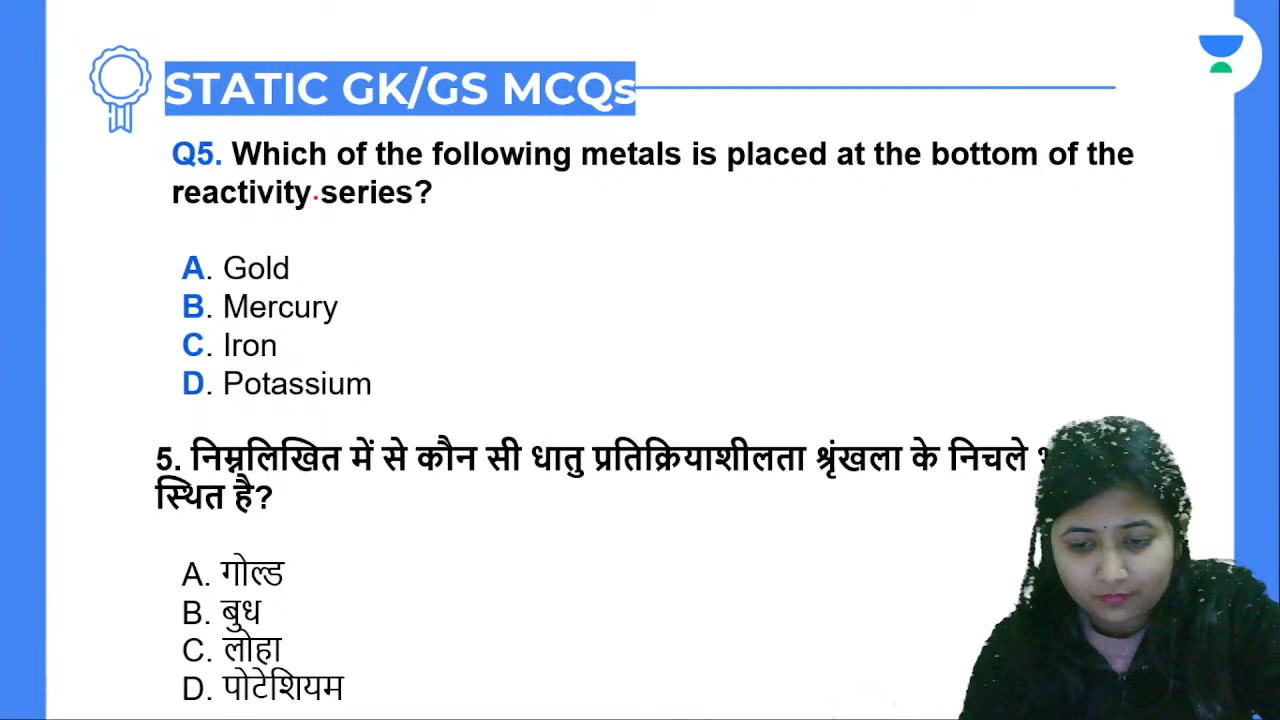 STATIC GK/GS MCQs
Q5. Which of the following metals is placed at the bottom of the
reactivity series?
A. Gold
B. Mercury
C. Iron
D. Potassium
5. निम्नलिखित में से कौन सी धातु प्रतिक्रियाशीलता श्रृंखला के निचले
स्थित है?
A. गोल्ड
B. बुध
C. लोहा
D. पोटेशियम